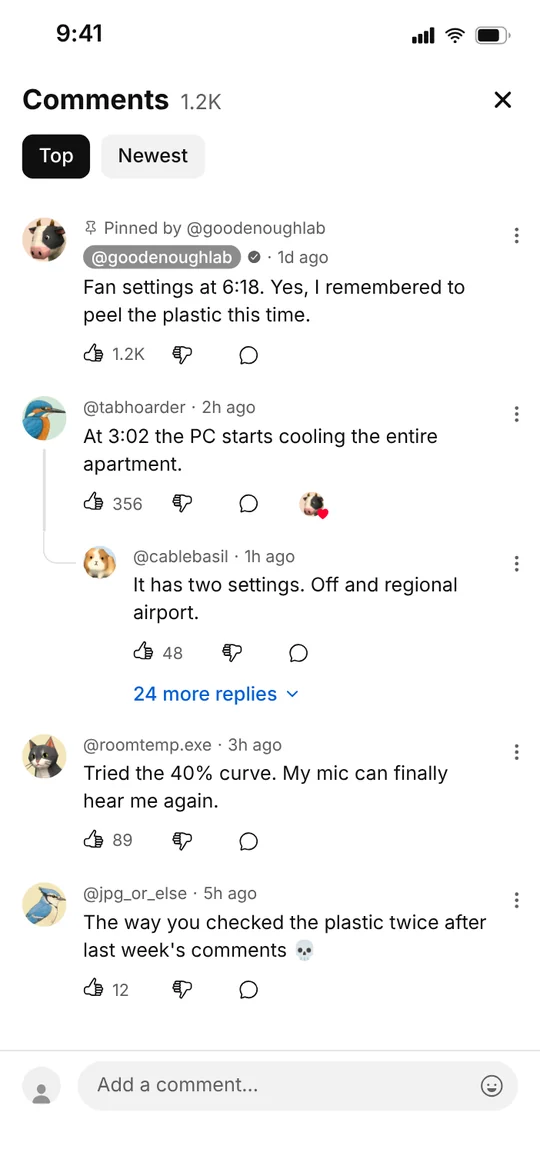 9:41
Comments 1.2K
Top Newest
Pinned by @goodenoughlab
@goodenoughlab · 1d ago
Fan settings at 6:18. Yes, I remembered to
peel the plastic this time.
1.2K
@tabhoarder · 2h ago
At 3:02 the PC starts cooling the entire
apartment.
356
@cablebasil · 1h ago
It has two settings. Off and regional
airport.
48
24 more replies
@roomtemp.exe · 3h ago
Tried the 40% curve. My mic can finally
hear me again.
89
@jpg_or_else · 5h ago
The way you checked the plastic twice after
last week's comments 💀
12
Add a comment...